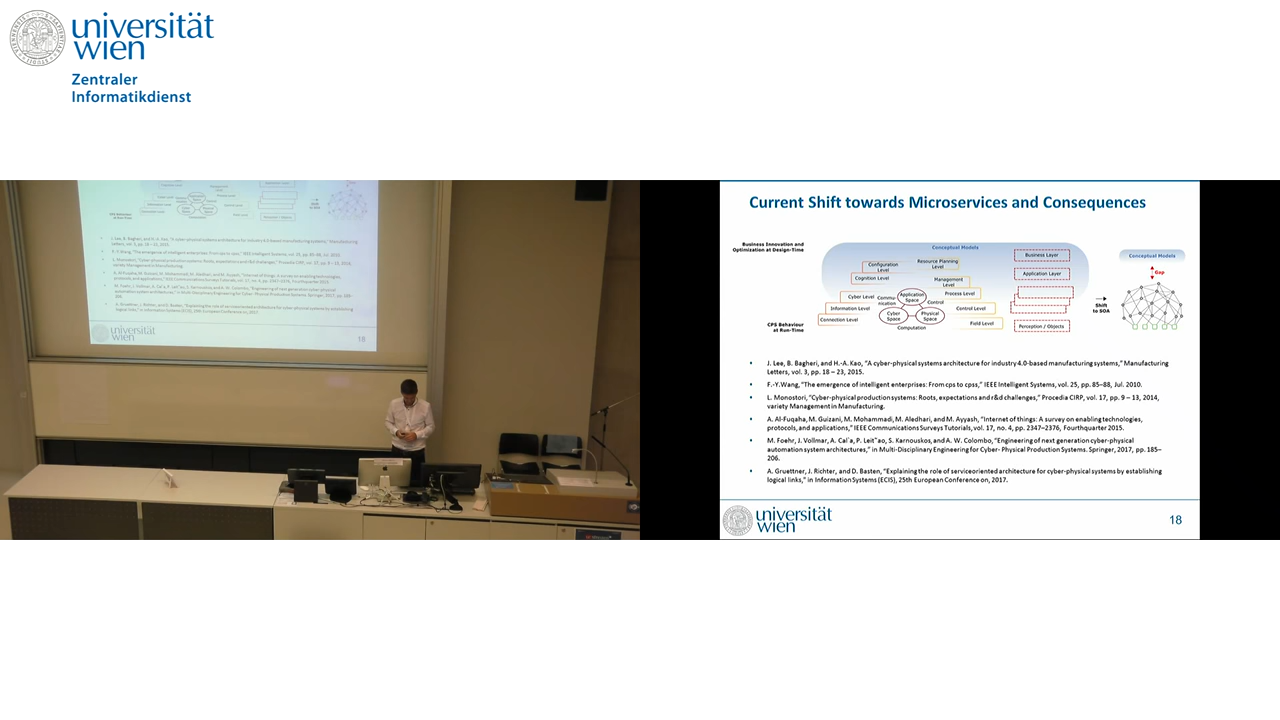 universität
wien
Zentraler
Informatikdienst
Current Shift towards Microservices and Consequences
Business Innovation and
Optimization at Design-Time
CPS Behaviour
at Run-Time
Conceptual Models
Configuration
Level
Resource Planning
Level
Cognition Level
Management
Level
Cyber Level
Commu-
nication
Application
Space
Control
Process Level
Information Level
Cyber
Space
Physical
Space
Control Level
Connection Level
Computation
Field Level
Business Layer
Application Layer
Perception / Objects
Shift
to SOA
Conceptual Models
Gap
• J. Lee, B. Bagheri, and H.-A. Kao, “A cyber-physical systems architecture for industry 4.0-based manufacturing systems,” Manufacturing
Letters, vol. 3, pp. 18 – 23, 2015.
• F.-Y.Wang, “The emergence of intelligent enterprises: From cps to cpss,” IEEE Intelligent Systems, vol. 25, pp. 85–88, Jul. 2010.
• L. Monostori, “Cyber-physical production systems: Roots, expectations and r&d challenges,” Procedia CIRP, vol. 17, pp. 9 – 13, 2014,
variety Management in Manufacturing.
• A. Al-Fuqaha, M. Guizani, M. Mohammadi, M. Aledhari, and M. Ayyash, “Internet of things: A survey on enabling technologies,
protocols, and applications,” IEEE Communications Surveys Tutorials, vol. 17, no. 4, pp. 2347–2376, Fourthquarter 2015.
• M. Foehr, J. Vollmar, A. Cal´a, P. Leit˜ao, S. Karnouskos, and A. W. Colombo, “Engineering of next generation cyber-physical
automation system architectures,” in Multi-Disciplinary Engineering for Cyber- Physical Production Systems. Springer, 2017, pp. 185–
206.
• A. Gruettner, J. Richter, and D. Basten, “Explaining the role of serviceoriented architecture for cyber-physical systems by establishing
logical links,” in Information Systems (ECIS), 25th European Conference on, 2017.
universität
wien
18
universität
wien
18